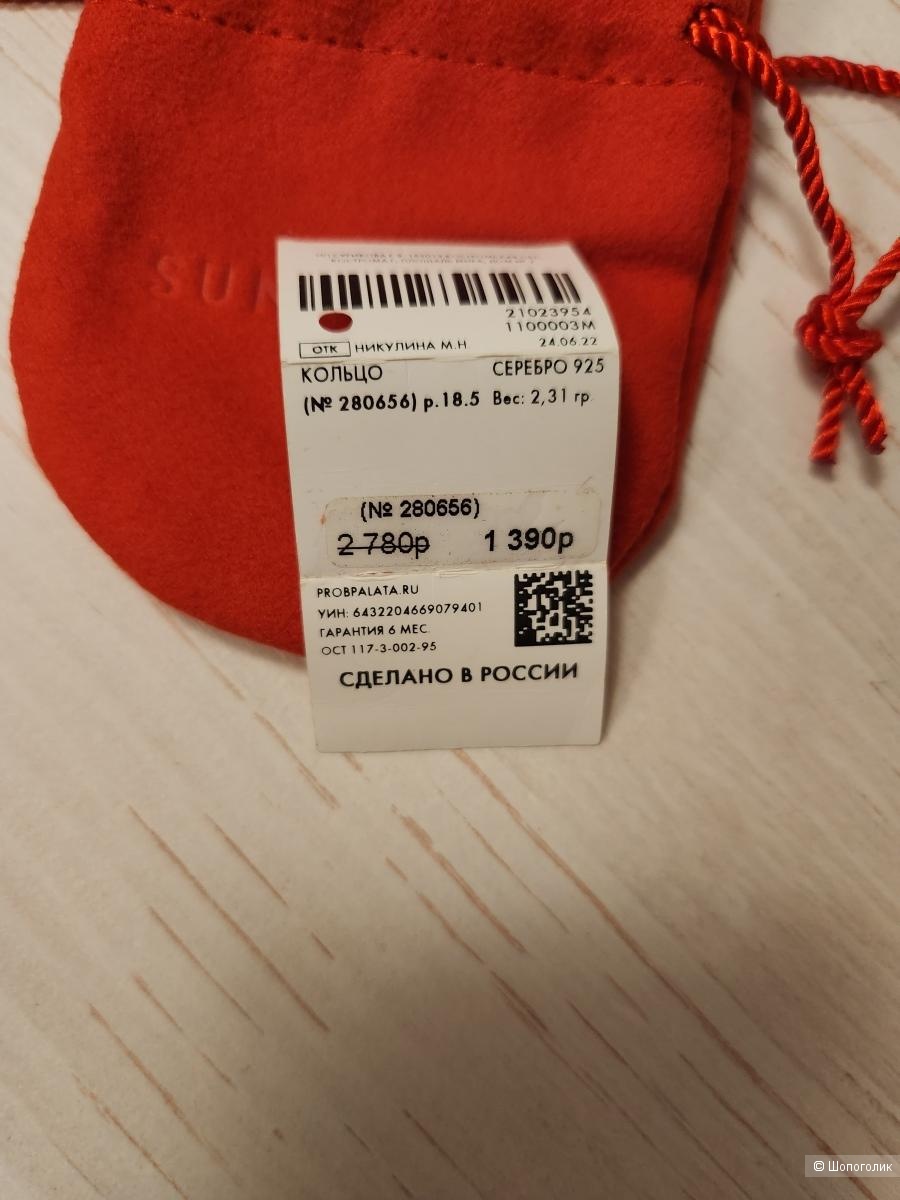 SUN
21023954
1100003М
ОТК НИКУЛИНА М.Н 24.06.22
КОЛЬЦО СЕРЕБРО 925
(№ 280656) р.18.5 Вес: 2,31 гр
(№ 280656)
2 780р 1 390р
PROBPALATA.RU
УИН: 6432204669079401
ГАРАНТИЯ 6 МЕС.
ОСТ 117-3-002-95
СДЕЛАНО В РОССИИ
© Шопоголик